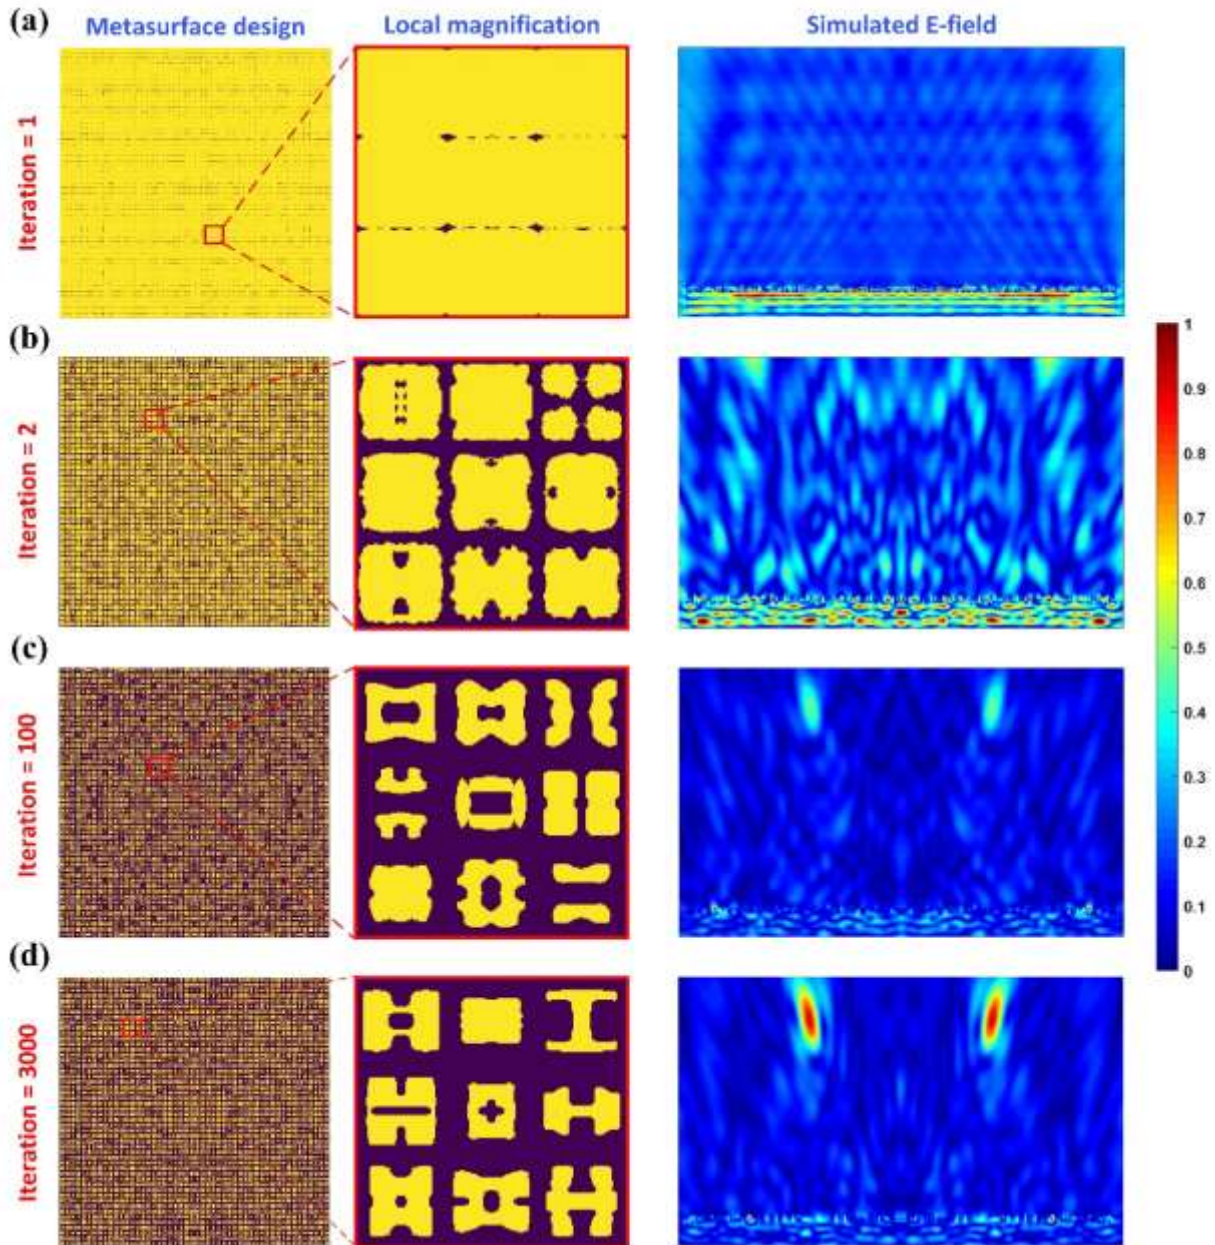 (a)
Metasurface design
Local magnification
Simulated E-field
Iteration = 1
(b)
Iteration = 2
(c)
Iteration = 100
(d)
Iteration = 3000
1
0.9
0.8
0.7
0.6
0.5
0.4
0.3
0.2
0.1
0